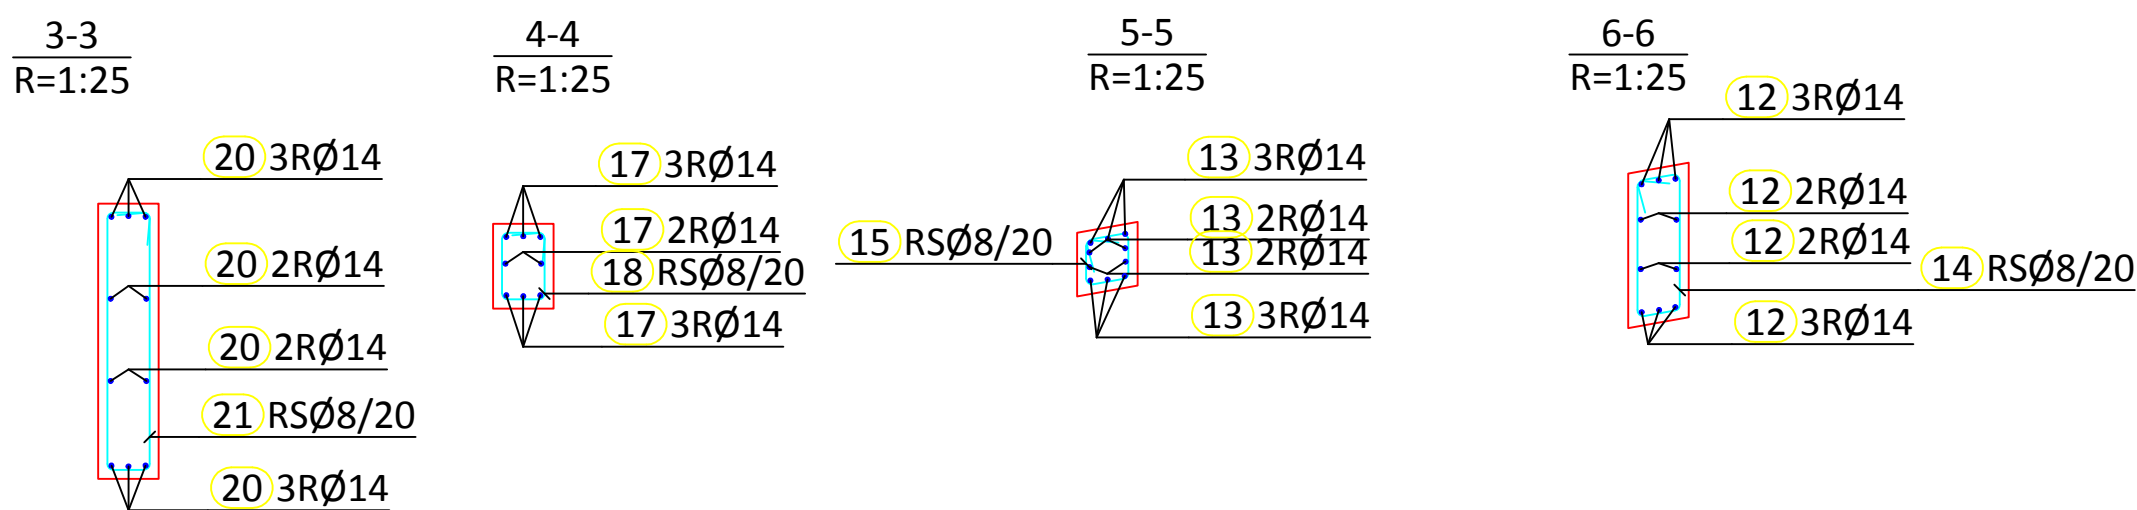 3-3
R=1:25
20 3RØ14
20 2RØ14
20 2RØ14
21 RSØ8/20
20 3RØ14
4-4
R=1:25
17 3RØ14
17 2RØ14
18 RSØ8/20
17 3RØ14
5-5
R=1:25
13 3RØ14
13 2RØ14
15 RSØ8/20
13 2RØ14
13 3RØ14
6-6
R=1:25
12 3RØ14
12 2RØ14
12 2RØ14
14 RSØ8/20
12 3RØ14